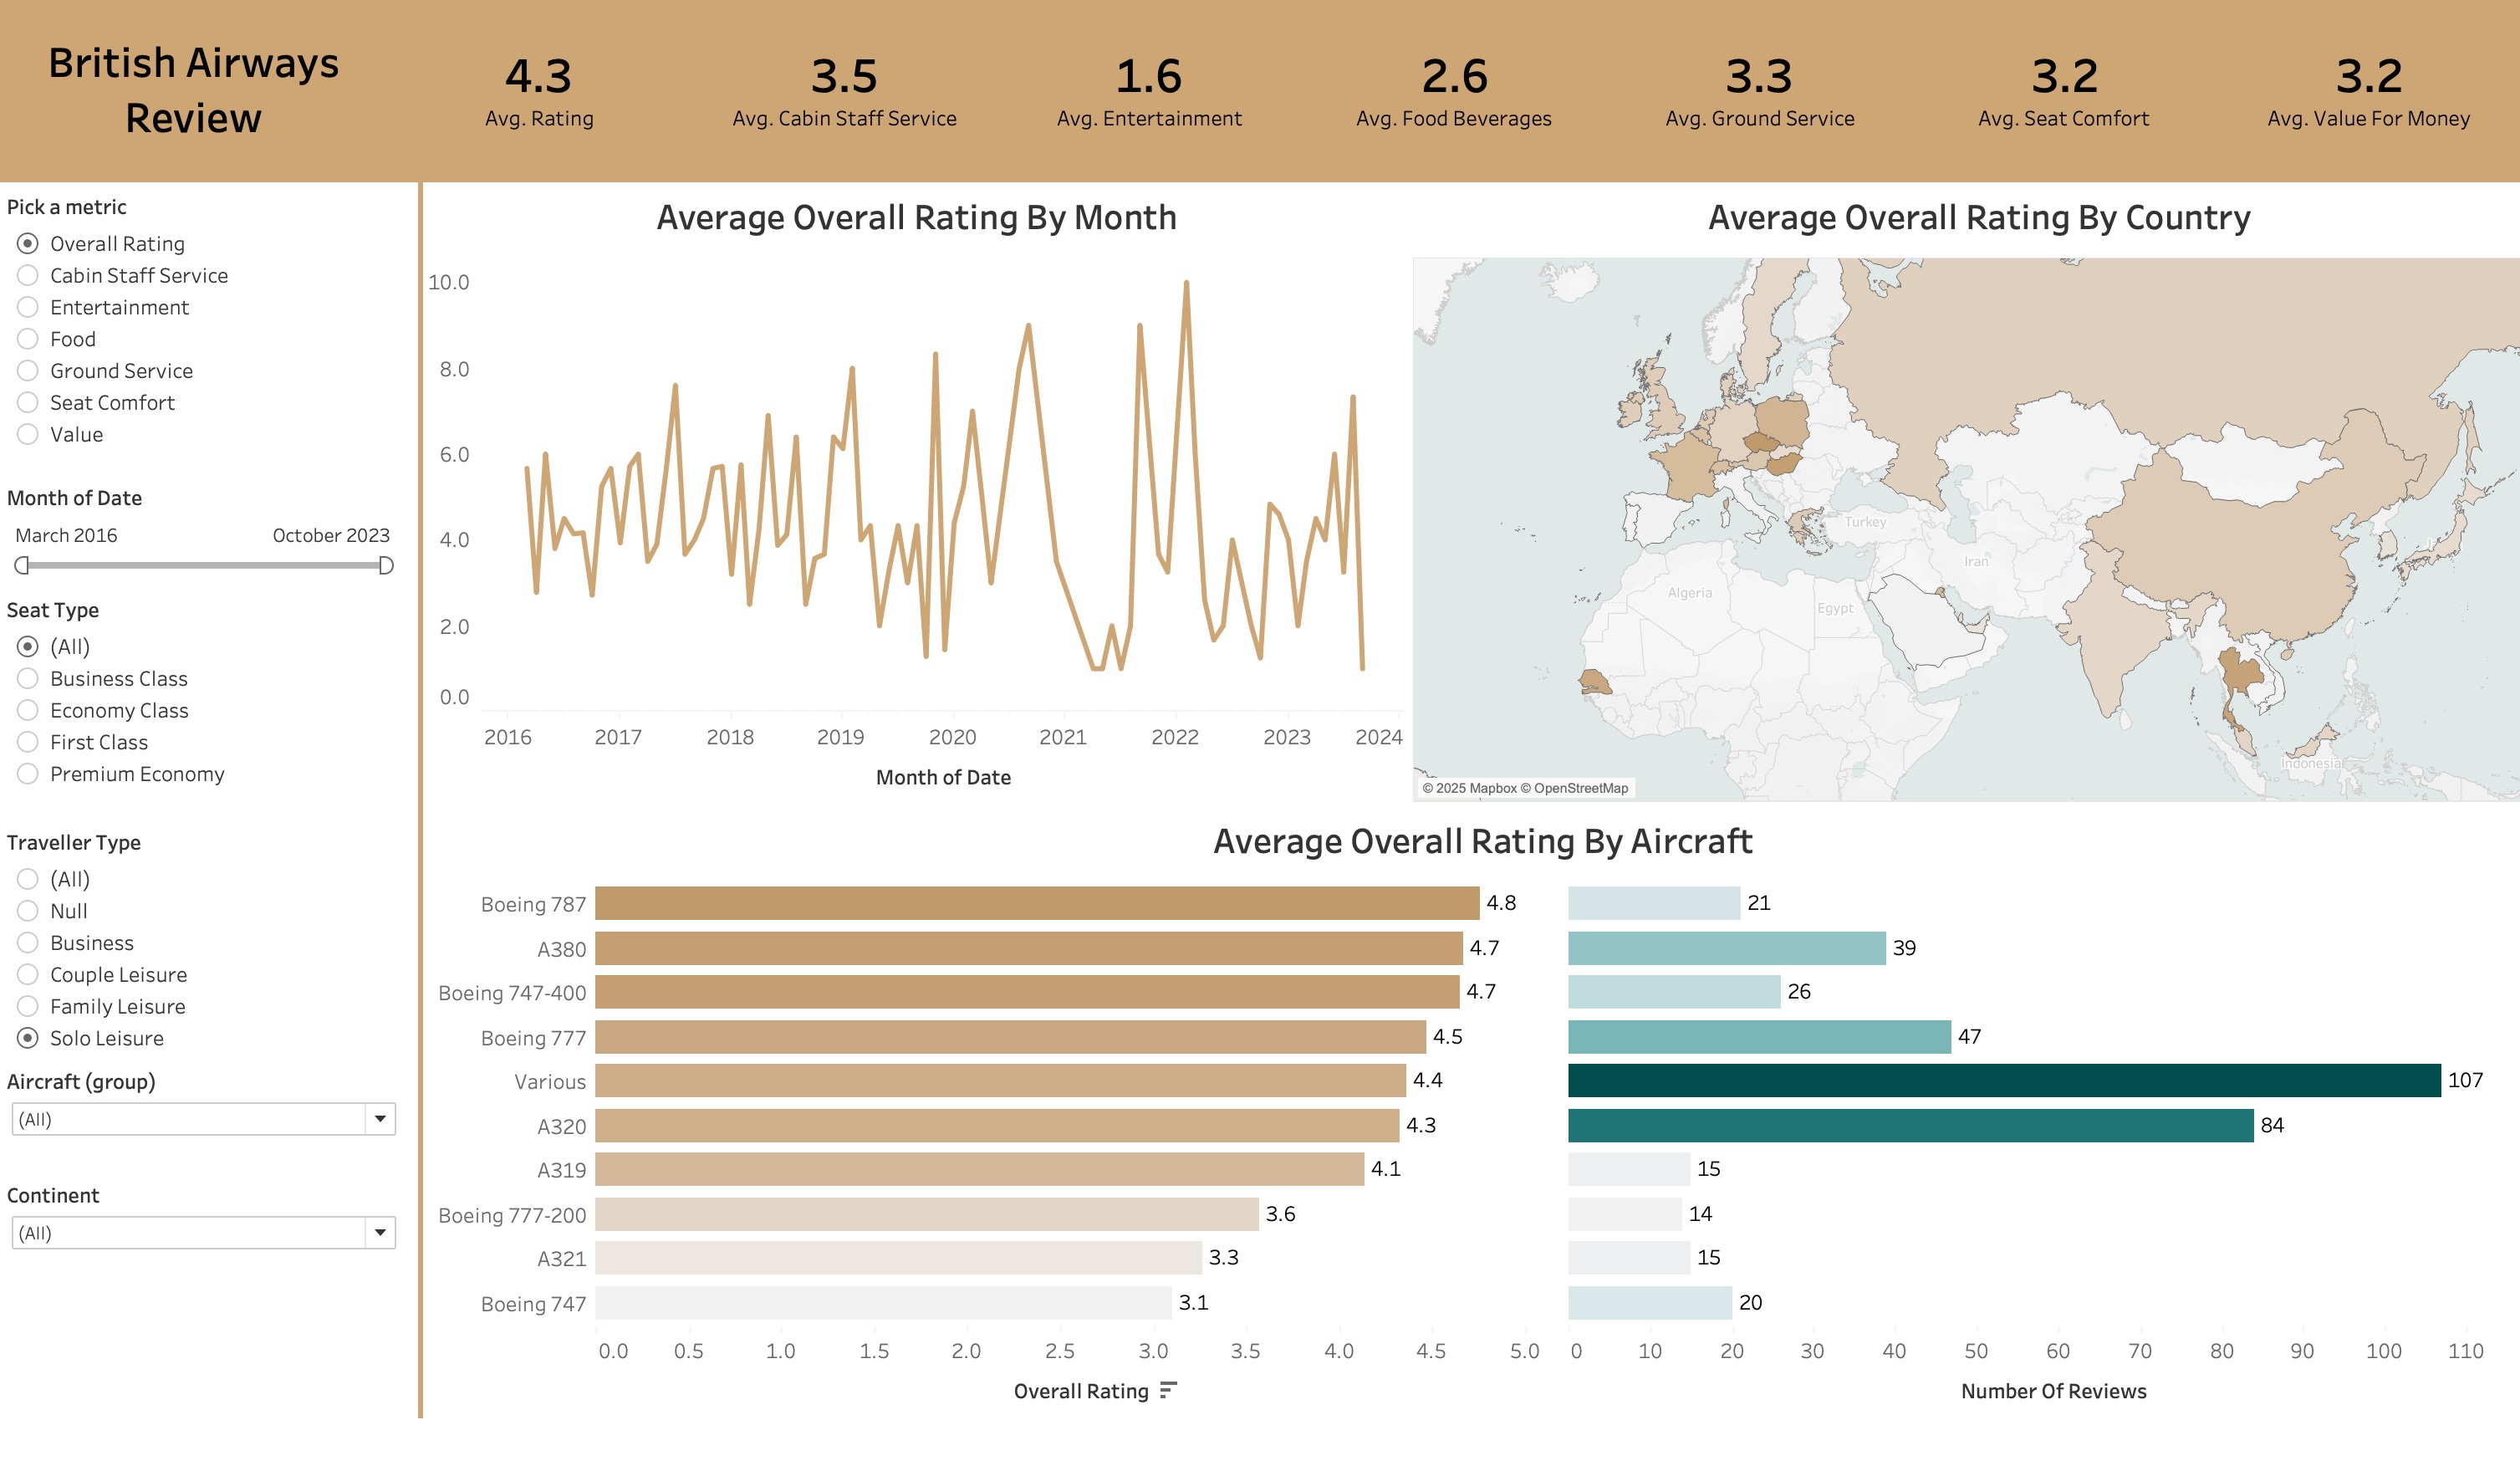 British Airways
Review
4.3
Avg. Rating
3.5
Avg. Cabin Staff Service
1.6
Avg. Entertainment
2.6
Avg. Food Beverages
3.3
Avg. Ground Service
3.2
Avg. Seat Comfort
3.2
Avg. Value For Money
Pick a metric
Overall Rating
Cabin Staff Service
Entertainment
Food
Ground Service
Seat Comfort
Value
Month of Date
March 2016 October 2023
Seat Type
(All)
Business Class
Economy Class
First Class
Premium Economy
Traveller Type
(All)
Null
Business
Couple Leisure
Family Leisure
Solo Leisure
Aircraft (group)
(All)
Continent
(All)
Average Overall Rating By Month
10.0
8.0
6.0
4.0
2.0
0.0
2016 2017 2018 2019 2020 2021 2022 2023 2024
Month of Date
Average Overall Rating By Country
Turkey
Iran
Algeria
Egypt
Indonesia
© 2025 Mapbox © OpenStreetMap
Average Overall Rating By Aircraft
Boeing 787 4.8 21
A380 4.7 39
Boeing 747-400 4.7 26
Boeing 777 4.5 47
Various 4.4 107
A320 4.3 84
A319 4.1 15
Boeing 777-200 3.6 14
A321 3.3 15
Boeing 747 3.1 20
0.0 0.5 1.0 1.5 2.0 2.5 3.0 3.5 4.0 4.5 5.0
Overall Rating
0 10 20 30 40 50 60 70 80 90 100 110
Number Of Reviews